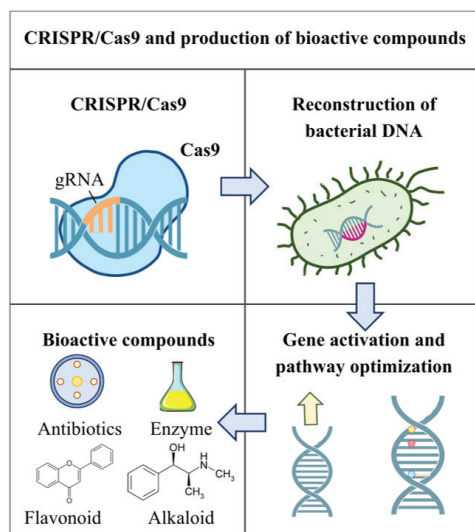 CRISPR/Cas9 and production of bioactive compounds
CRISPR/Cas9
Cas9
gRNA
Reconstruction of
bacterial DNA
Gene activation and
pathway optimization
Bioactive compounds
Antibiotics
Enzyme
O
O
Flavonoid
OH
H
N
CH₃
CH₃
Alkaloid